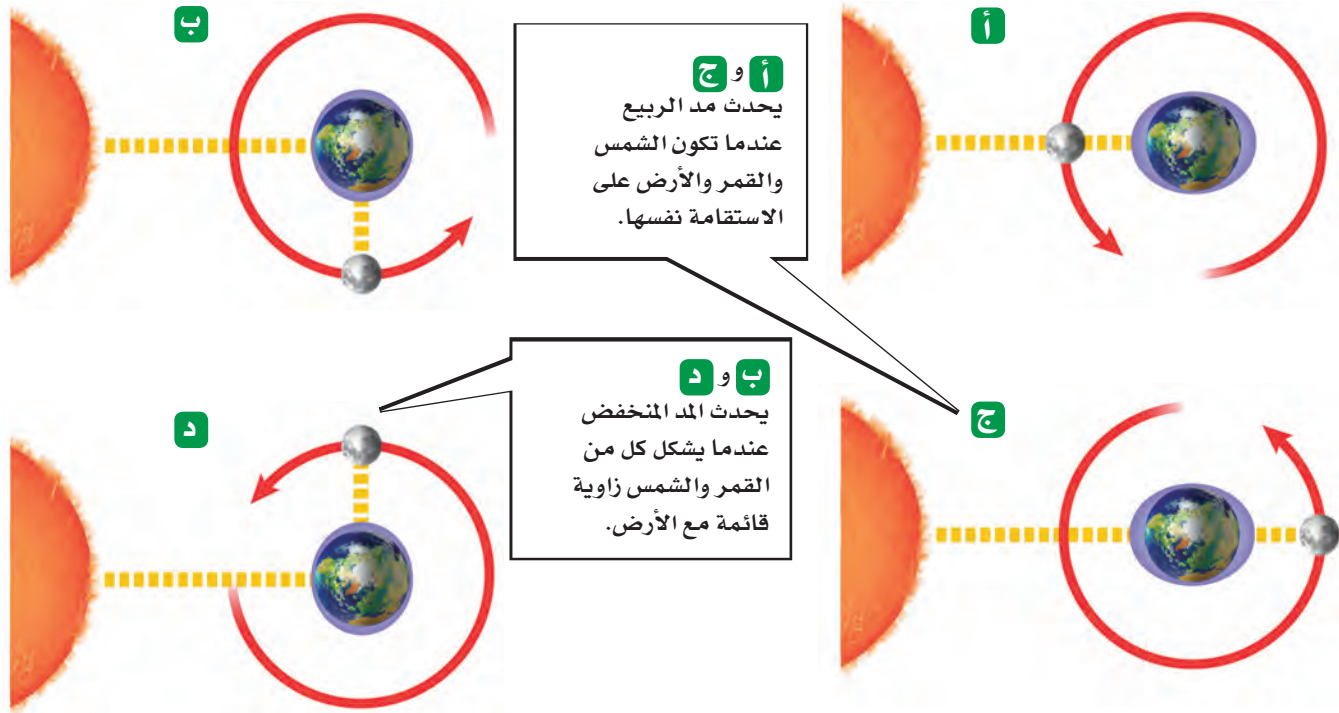 أ
أ و ج
يحدث مد الربيع
عندما تكون الشمس
والقمر والأرض على
الاستقامة نفسها.
ب
ج
ب و د
يحدث المد المنخفض
عندما يشكل كل من
القمر والشمس زاوية
قائمة مع الأرض.
د